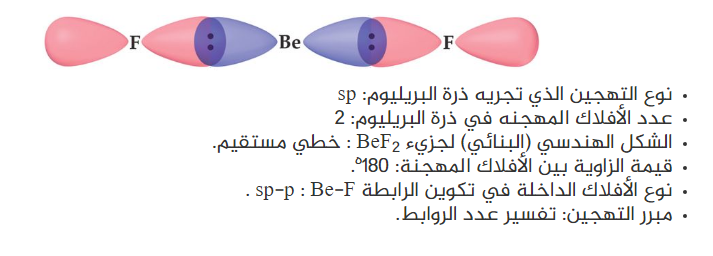 F Be F
• نوع التهجين الذي تجريه ذرة البريليوم: sp
• عدد الأفلاك المهجنه في ذرة البريليوم: 2
• الشكل الهندسي (البنائي) لجزيء BeF₂ : خطي مستقيم.
• قيمة الزاوية بين الأفلاك المهجنة: 180°.
• نوع الأفلاك الداخلة في تكوين الرابطة Be-F : sp-p .
• مبرر التهجين: تفسير عدد الروابط.